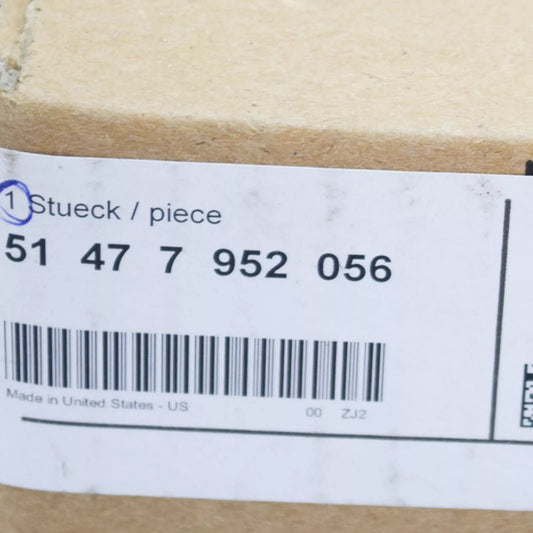 1 Stueck / piece
51 47 7 952 056
Made in United States - US 00 ZJ2